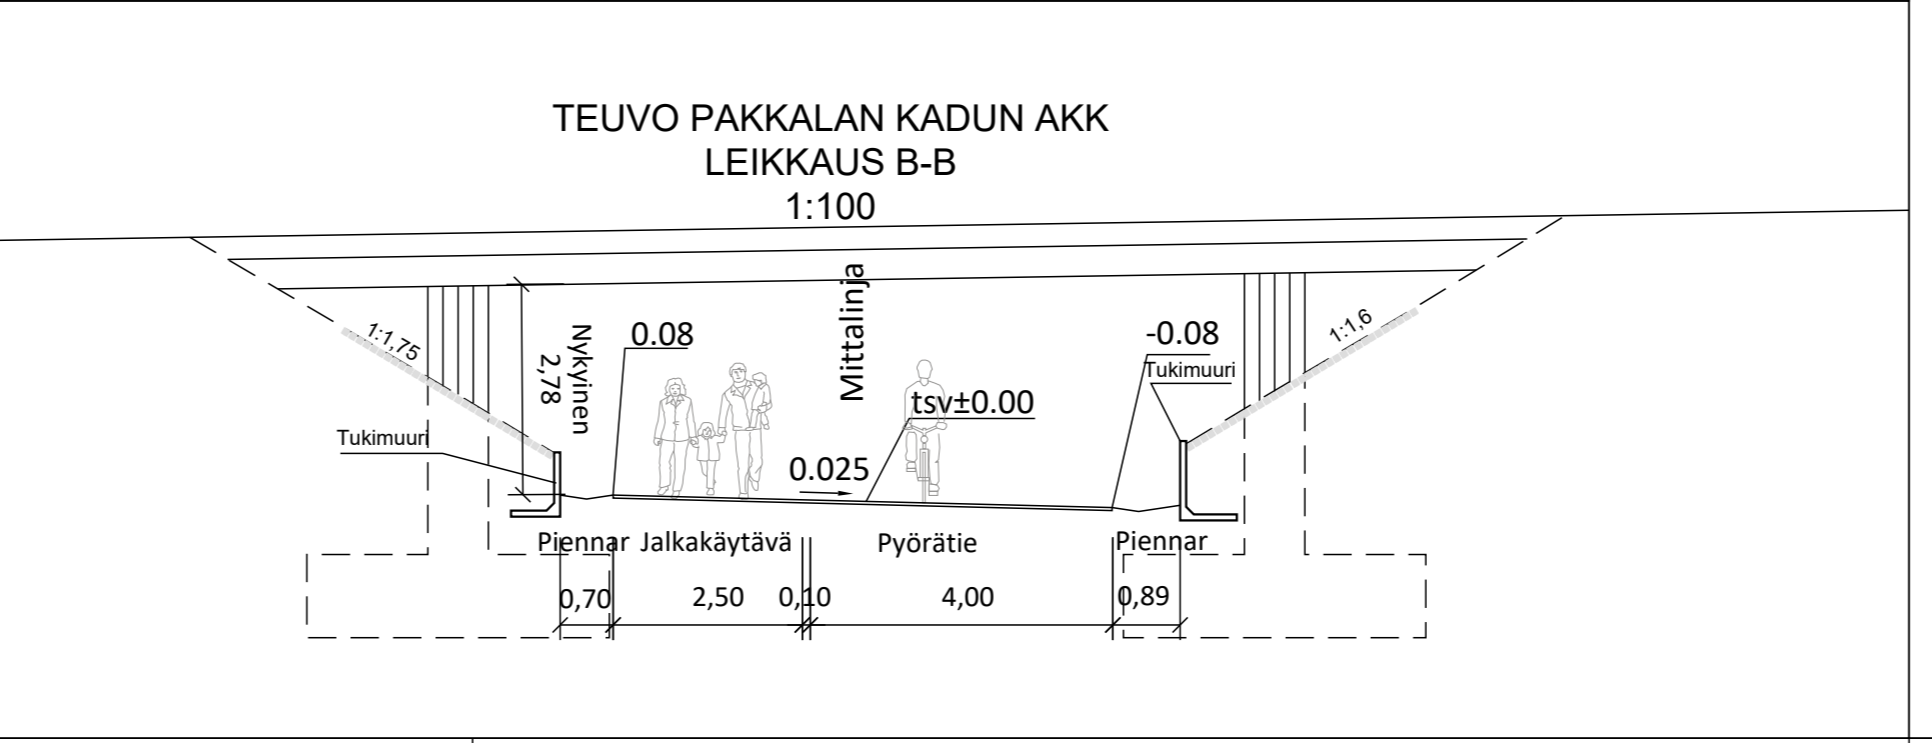 TEUVO PAKKALAN KADUN AKK
LEIKKAUS B-B
1:100
1:1,75
Nykyinen
2,78
0.08
Mittalinja
-0.08
Tukimuuri
1:1,6
tsv±0.00
Tukimuuri
0.025
Piennar Jalkakäytävä Pyörätie Piennar
0,70 2,50 0,10 4,00 0,89